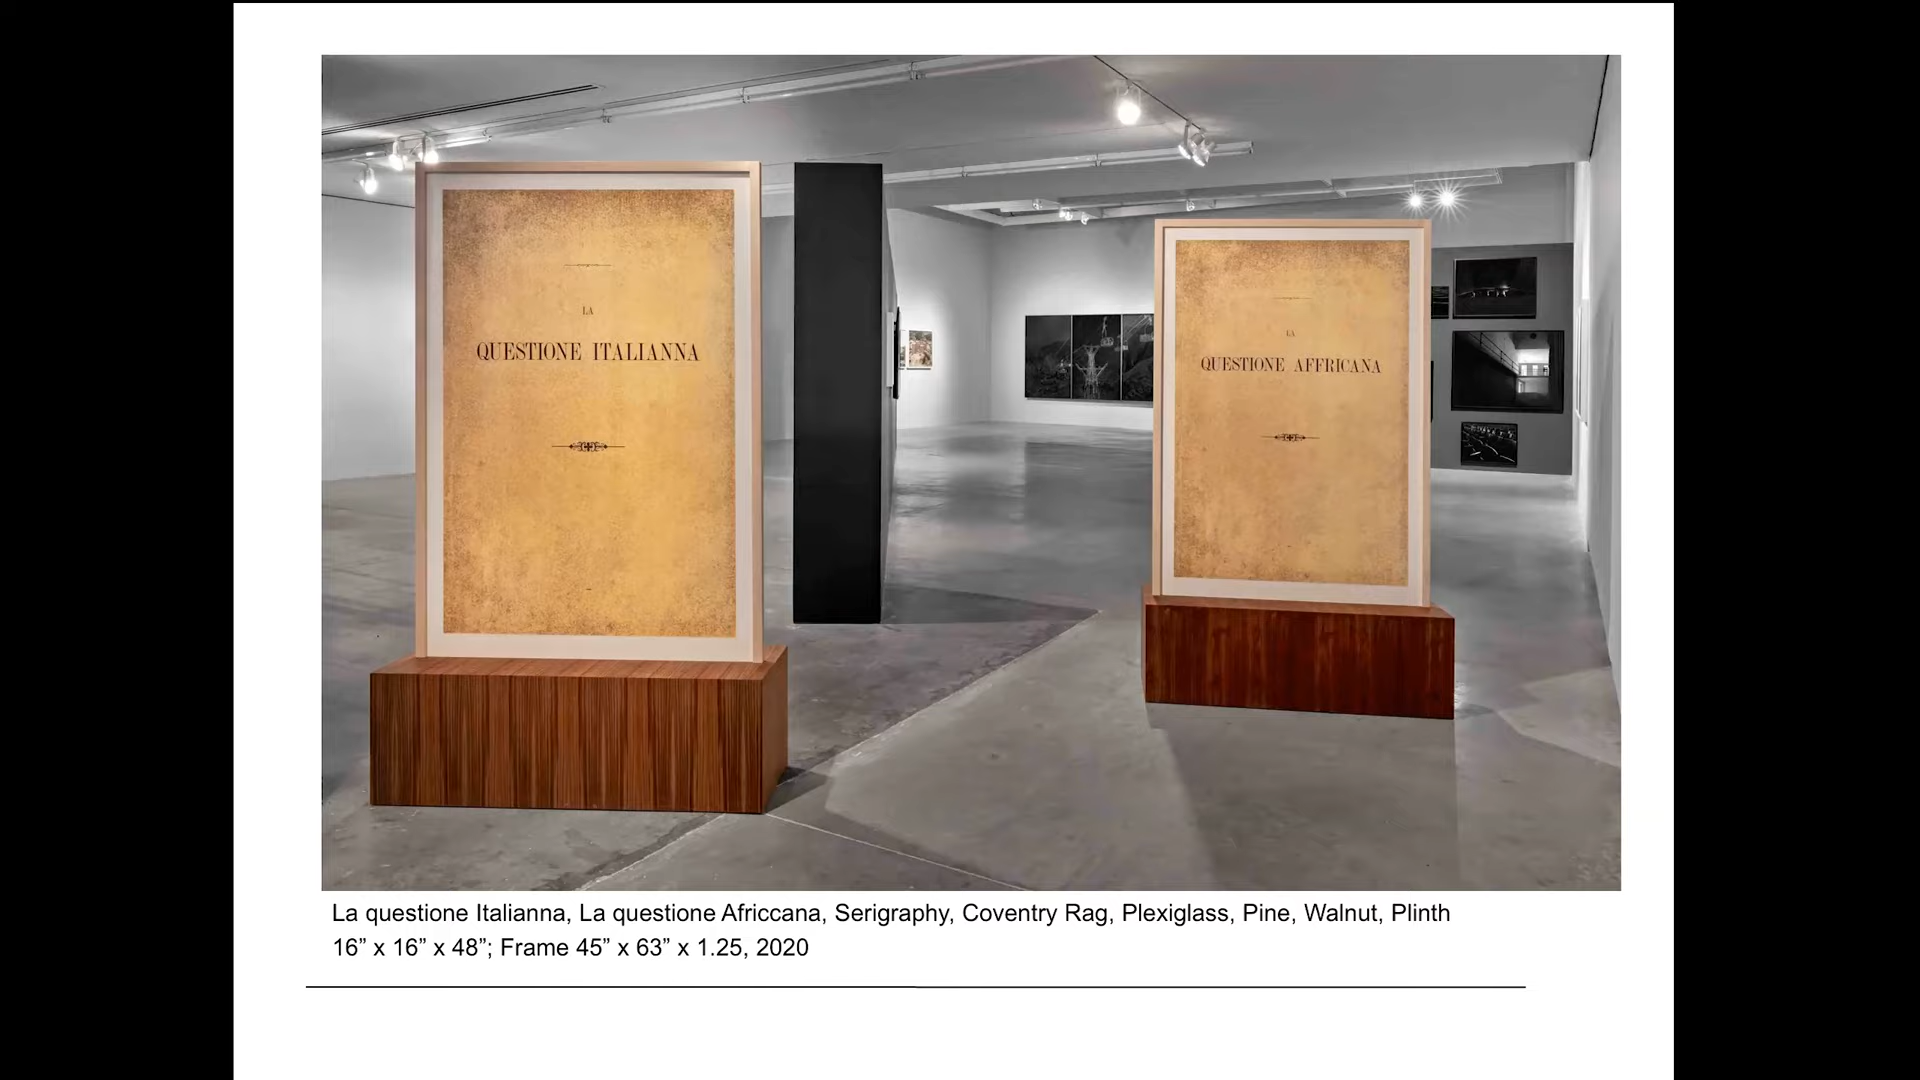 LA
QUESTIONE ITALIANNA
LA
QUESTIONE AFFRICANA
La questione Italianna, La questione Africcana, Serigraphy, Coventry Rag, Plexiglass, Pine, Walnut, Plinth
16” x 16” x 48”; Frame 45” x 63” x 1.25, 2020